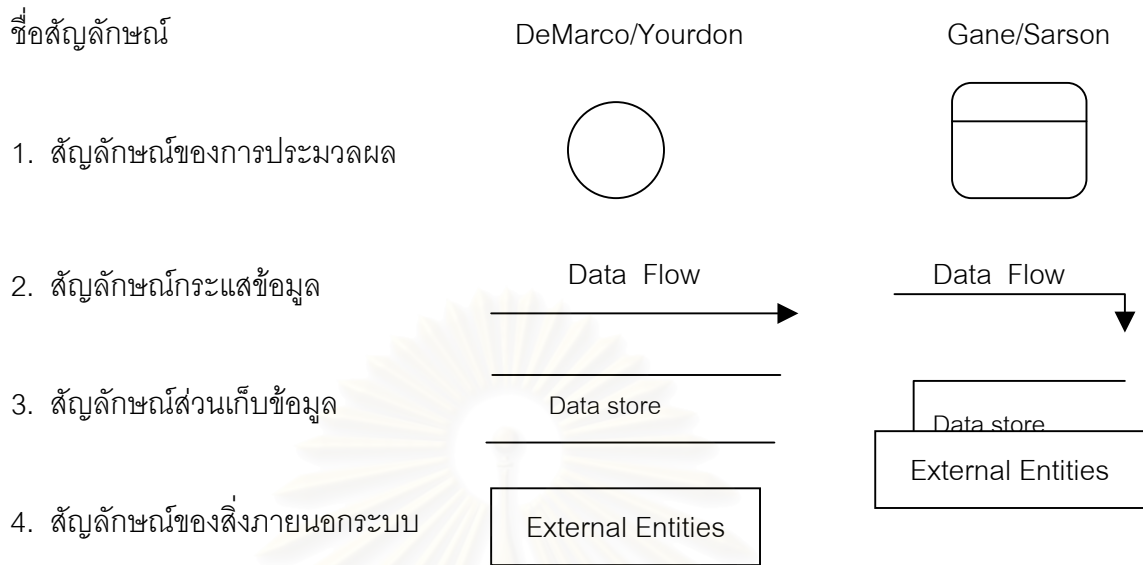 ชื่อสัญลักษณ์ DeMarco/Yourdon Gane/Sarson
1. สัญลักษณ์ของการประมวลผล
2. สัญลักษณ์กระแสข้อมูล Data Flow Data Flow
3. สัญลักษณ์ส่วนเก็บข้อมูล Data store Data store
External Entities
4. สัญลักษณ์ของสิ่งภายนอกระบบ External Entities